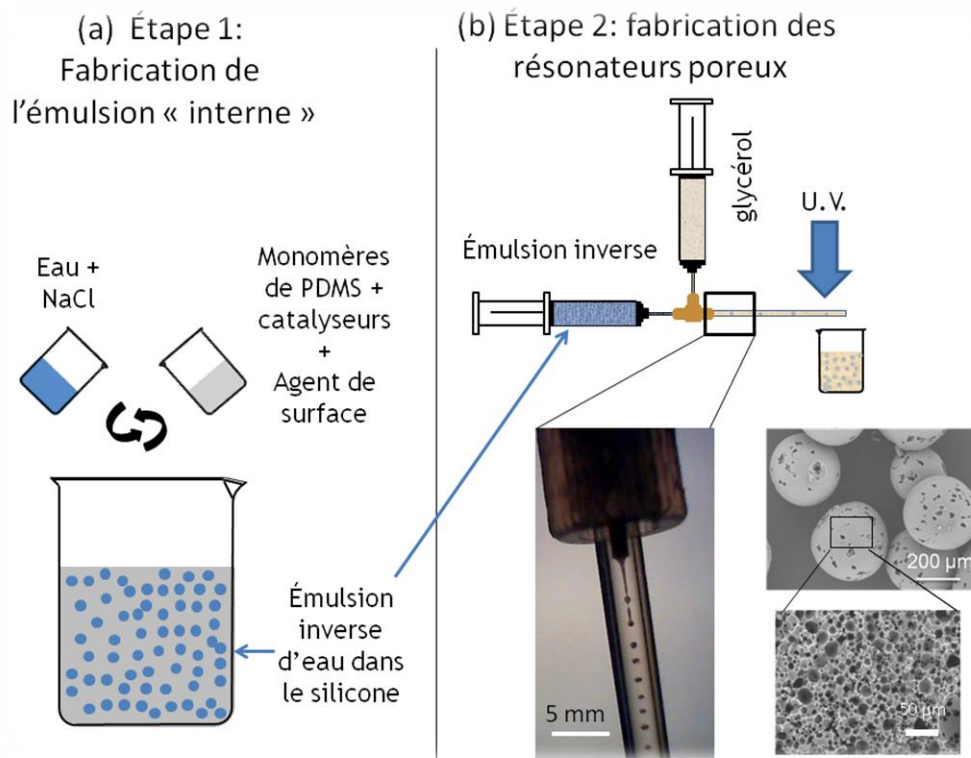 (a) Étape 1:
Fabrication de
l'émulsion « interne »
Eau +
NaCl
Monomères
de PDMS +
catalyseurs
+
Agent de
surface
Émulsion
inverse
d'eau dans
le silicone
(b) Étape 2: fabrication des
résonateurs poreux
glycérol
U.V.
Émulsion inverse
5 mm
200 µm
50 µm